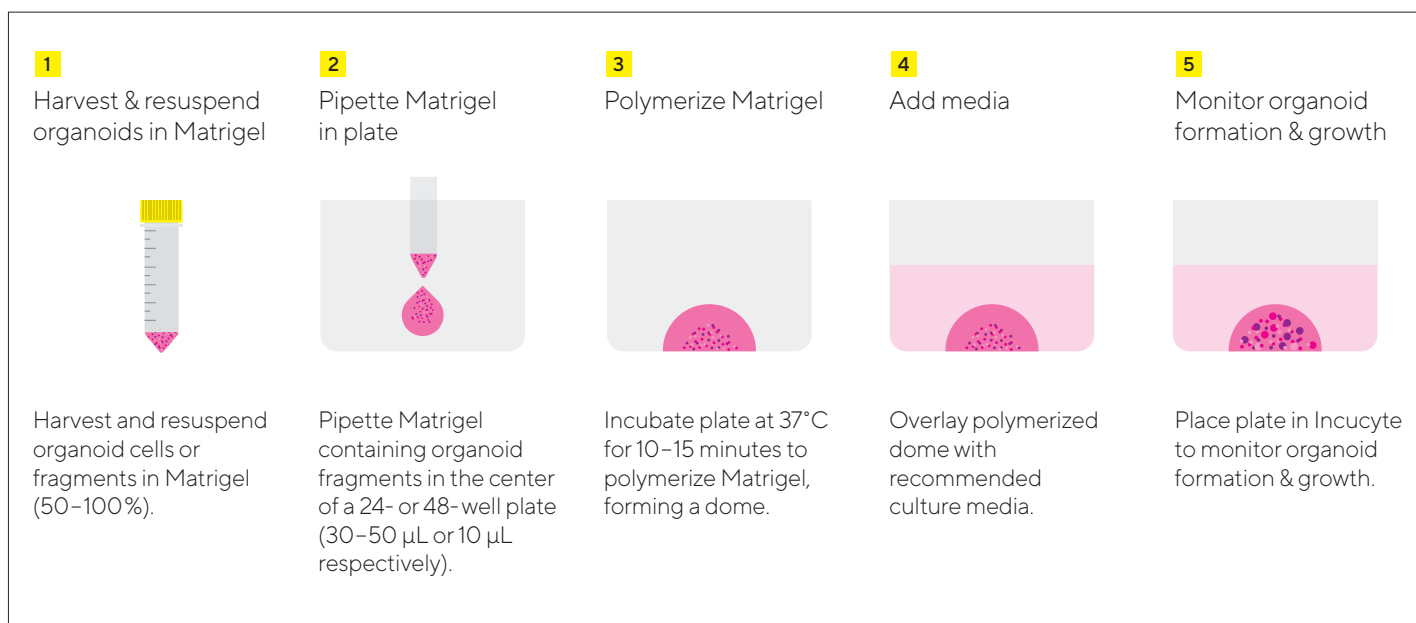 1
Harvest & resuspend
organoids in Matrigel
Harvest and resuspend
organoid cells or
fragments in Matrigel
(50–100%).
2
Pipette Matrigel
in plate
Pipette Matrigel
containing organoid
fragments in the center
of a 24- or 48-well plate
(30–50 µL or 10 µL
respectively).
3
Polymerize Matrigel
Incubate plate at 37°C
for 10–15 minutes to
polymerize Matrigel,
forming a dome.
4
Add media
Overlay polymerized
dome with
recommended
culture media.
5
Monitor organoid
formation & growth
Place plate in Incucyte
to monitor organoid
formation & growth.